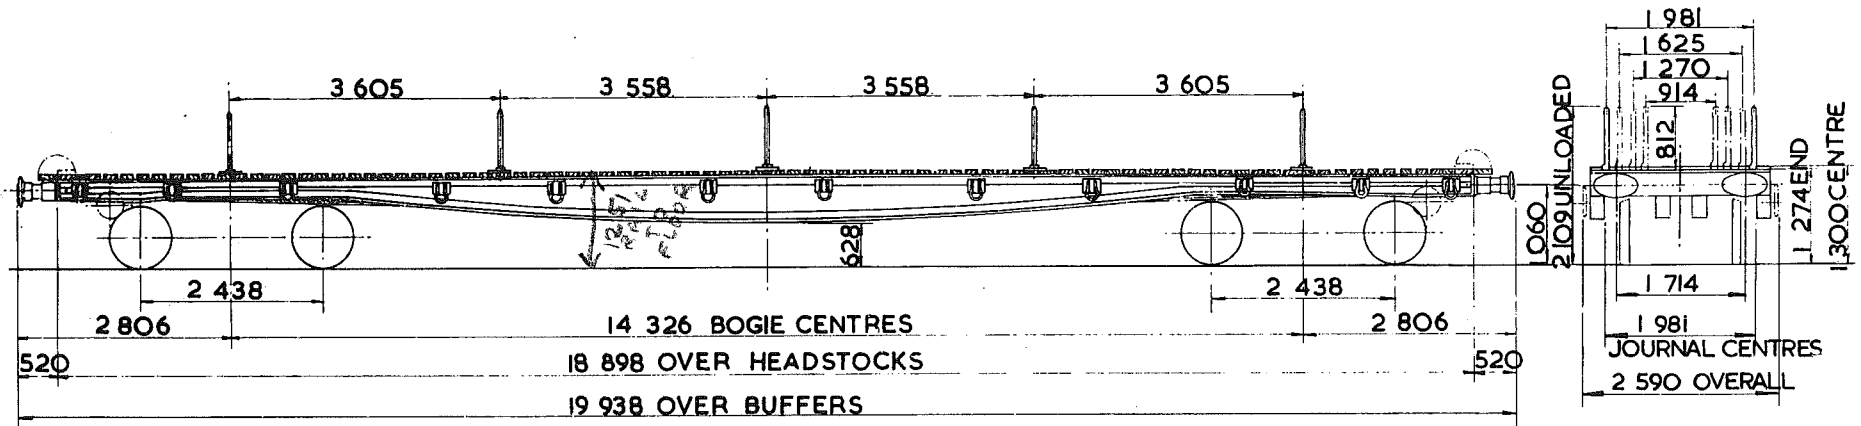 3 605
3 558
3 558
3 605
1 981
1 625
1 270
914
812
2 109 UNLOADED
1 060
1 274 END
1 300 CENTRE
1251
TO
FLOOR
628
2 438
2 438
1 714
2 806
14 326 BOGIE CENTRES
2 806
1 981
JOURNAL CENTRES
520
18 898 OVER HEADSTOCKS
520
2 590 OVERALL
19 938 OVER BUFFERS